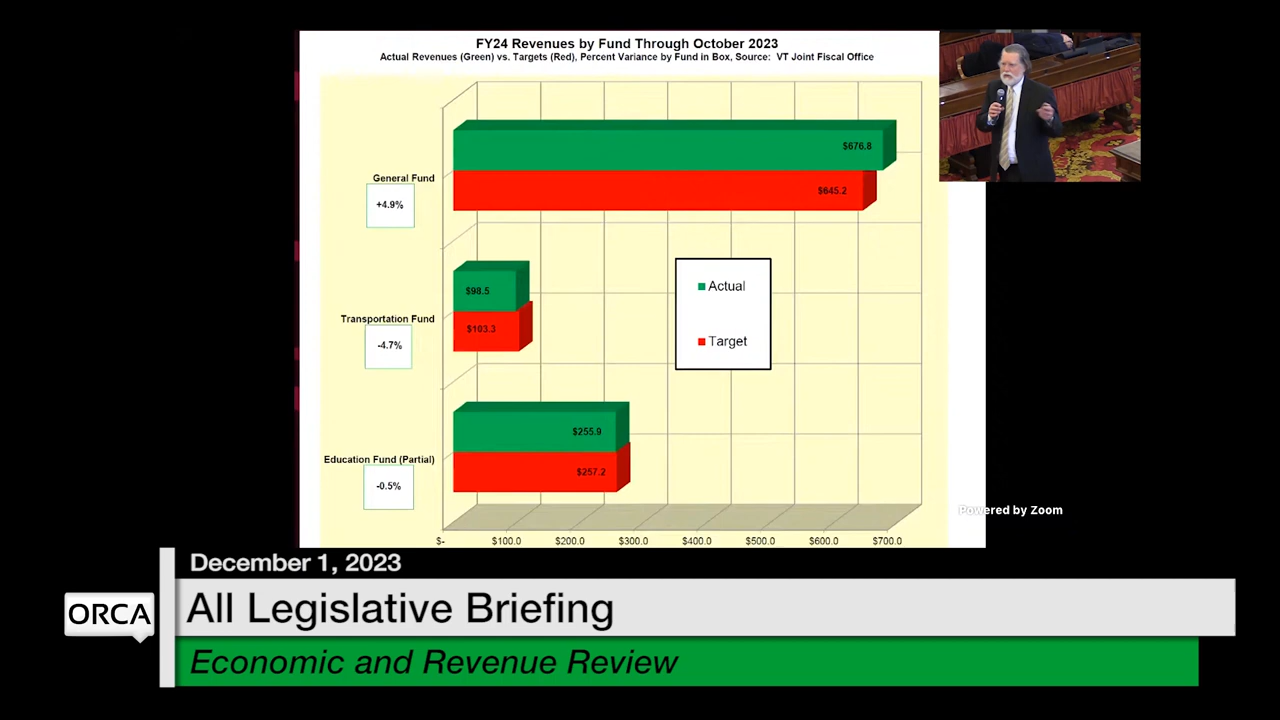 FY24 Revenues by Fund Through October 2023
Actual Revenues (Green) vs. Targets (Red), Percent Variance by Fund in Box, Source: VT Joint Fiscal Office
$676.8
General Fund
$645.2
+4.9%
Actual
$98.5
Transportation Fund
$103.3
-4.7%
Target
$255.9
Education Fund (Partial)
$257.2
-0.5%
Powered by Zoom
$- $100.0 $200.0 $300.0 $400.0 $500.0 $600.0 $700.0
December 1, 2023
ORCA
All Legislative Briefing
Economic and Revenue Review